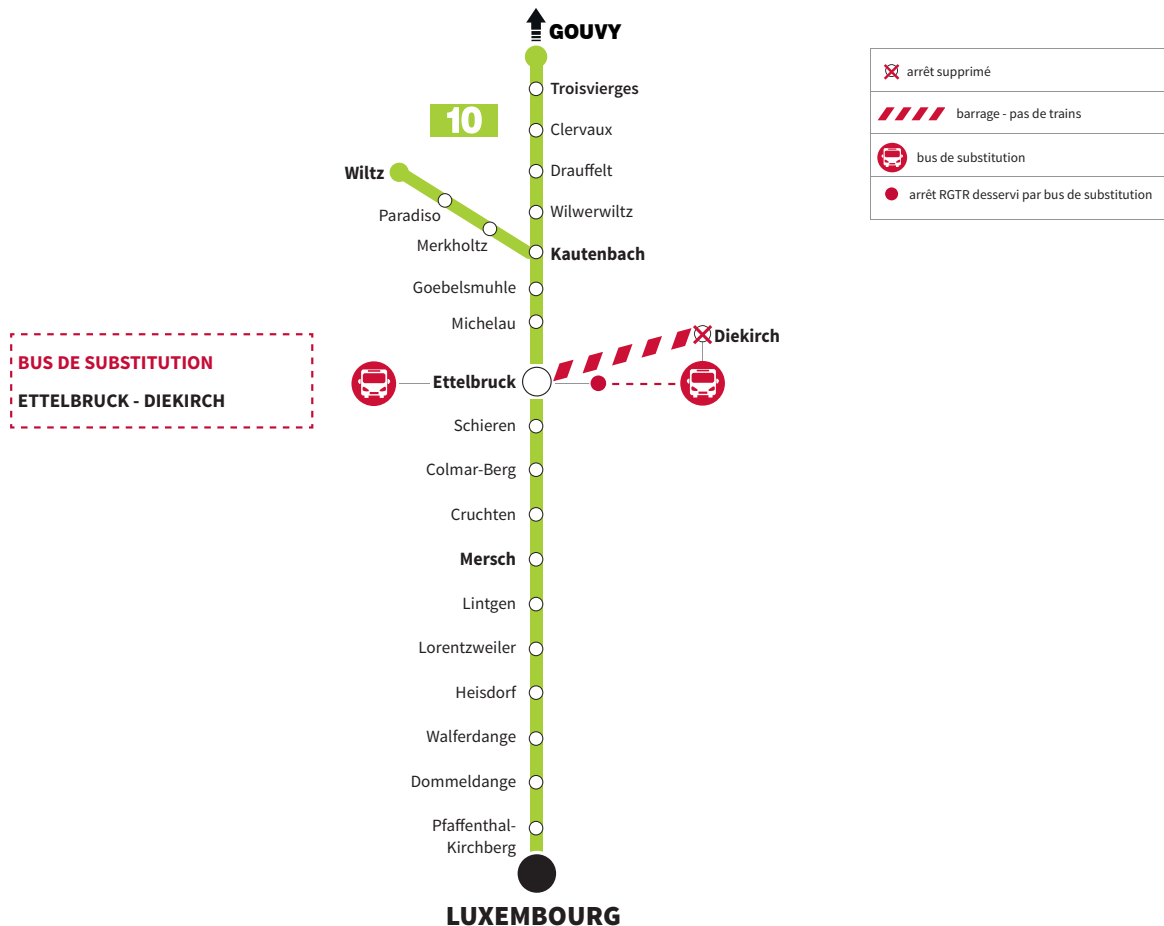 GOUVY
10
Troisvierges
Clervaux
Drauffelt
Wiltz
Paradiso
Wilwerwiltz
Merkholtz
Kautenbach
Goebelsmuhle
Michelau
Diekirch
Ettelbruck
Schieren
Colmar-Berg
Cruchten
Mersch
Lintgen
Lorentzweiler
Heisdorf
Walferdange
Dommeldange
Pfaffenthal-
Kirchberg
LUXEMBOURG
BUS DE SUBSTITUTION
ETTELBRUCK - DIEKIRCH
arrêt supprimé
barrage - pas de trains
bus de substitution
arrêt RGTR desservi par bus de substitution